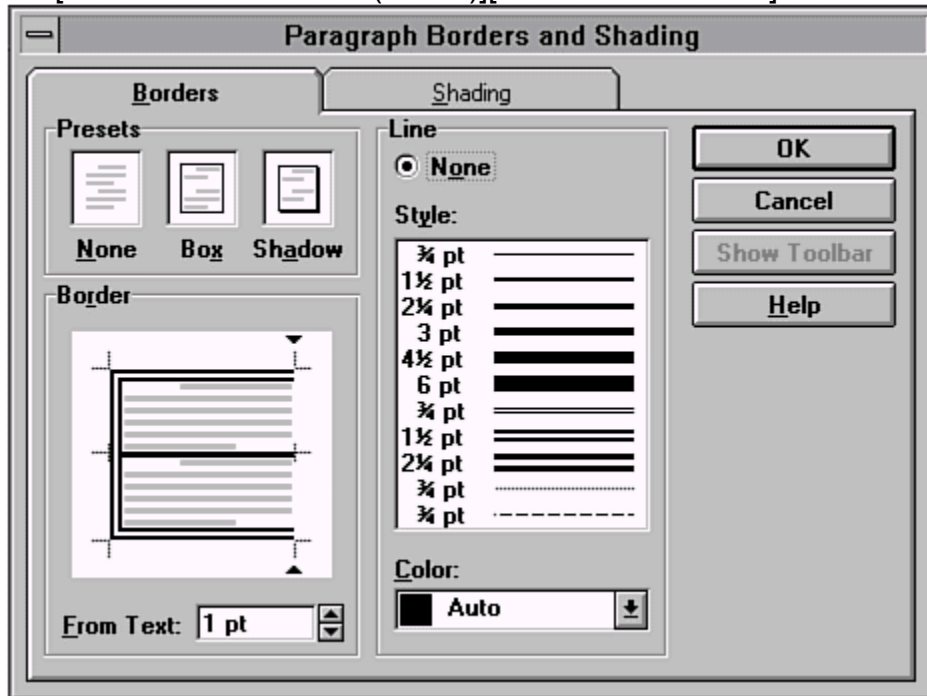 Paragraph Borders and Shading
Borders
Shading
Presets
None
Box
Shadow
Border
From Text:
1 pt
Line
None
Style:
¾ pt
1½ pt
2¼ pt
3 pt
4½ pt
6 pt
¾ pt
1½ pt
2¼ pt
¾ pt
¾ pt
Color:
Auto
OK
Cancel
Show Toolbar
Help